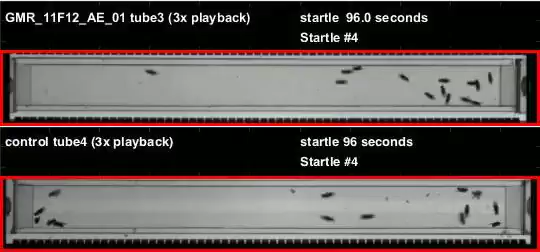 GMR_11F12_AE_01 tube3 (3x playback)
startle  96.0 seconds
Startle #4
control tube4 (3x playback)
startle 96 seconds
Startle #4